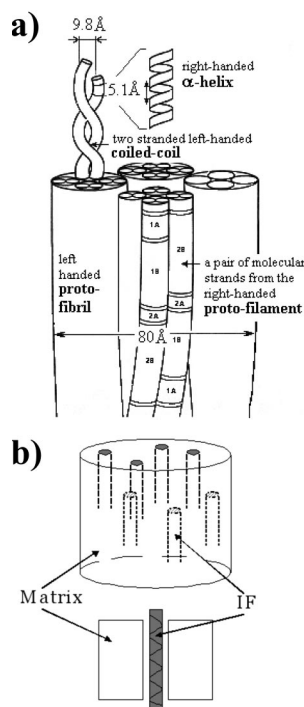 a)
9.8Å
5.1Å
right-handed
α-helix
two stranded left-handed
coiled-coil
1A
2B
1B
left
handed
proto-
fibril
a pair of molecular
strands from the
right-handed
proto-filament
2A
2A
80Å
1B
2B
1A
b)
Matrix
IF